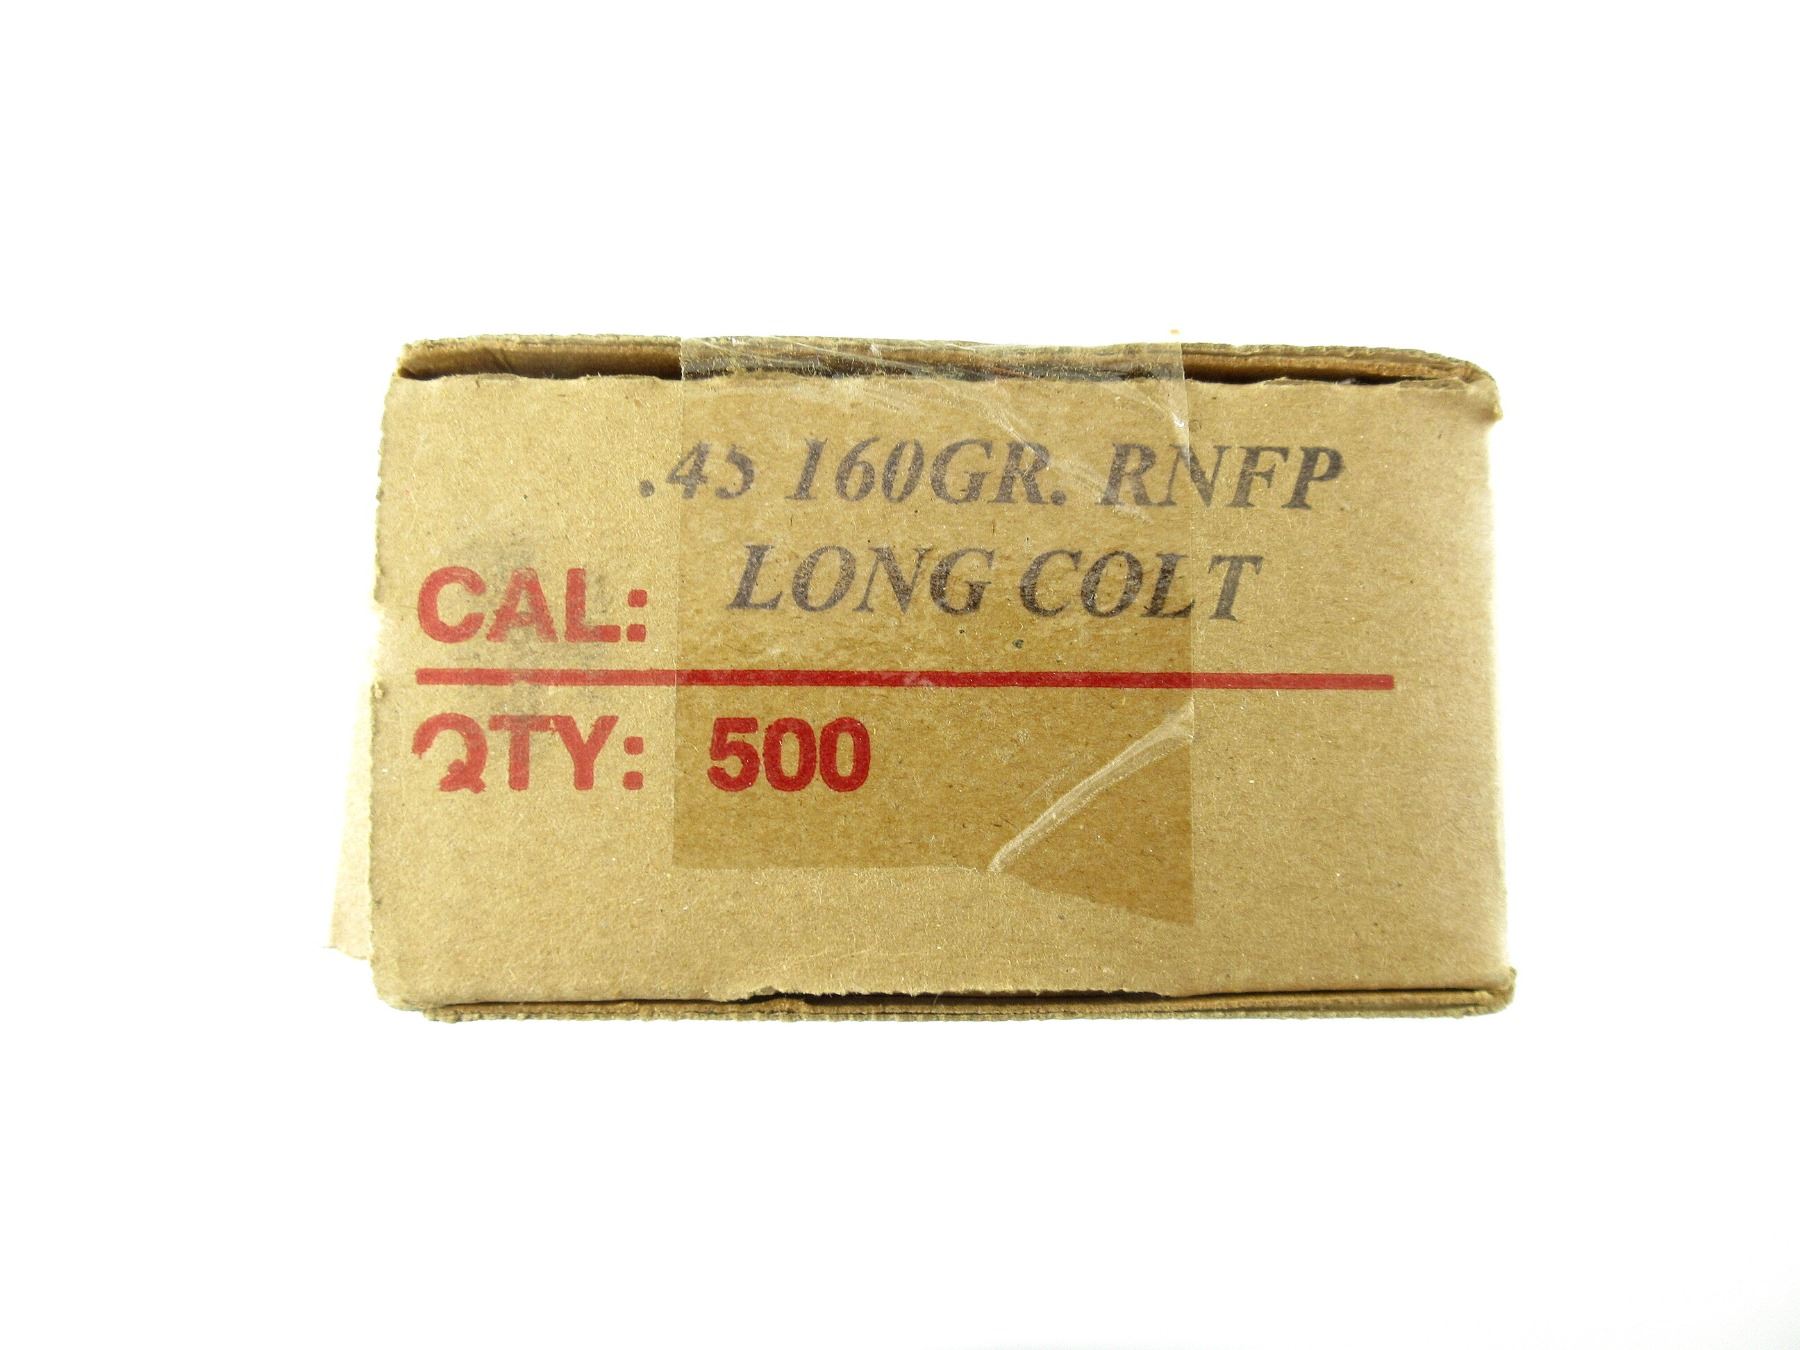 .45 160GR. RNFP
LONG COLT
CAL:
QTY: 500